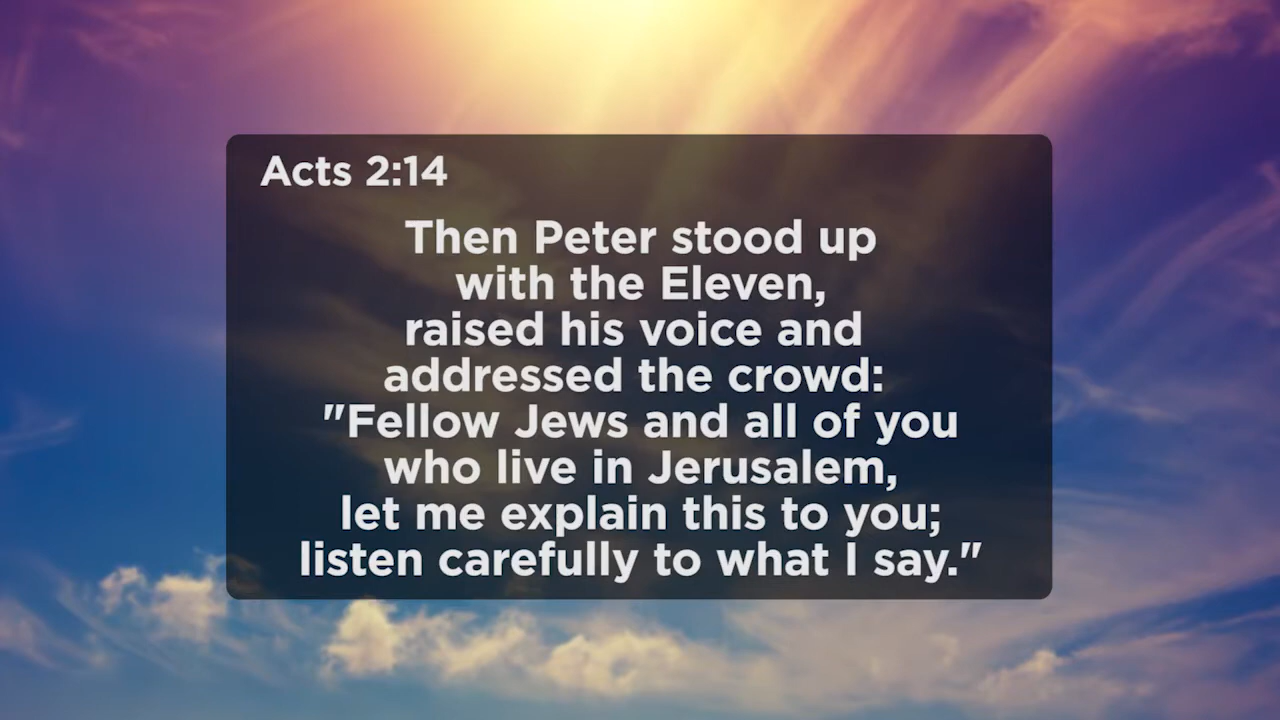 Acts 2:14
Then Peter stood up
with the Eleven,
raised his voice and
addressed the crowd:
"Fellow Jews and all of you
who live in Jerusalem,
let me explain this to you;
listen carefully to what I say."